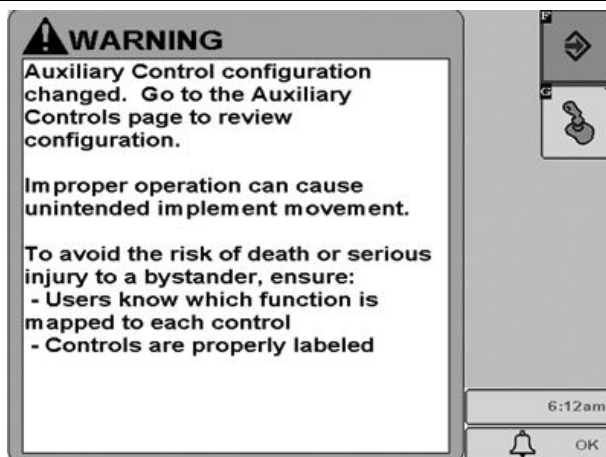 WARNING
Auxiliary Control configuration
changed. Go to the Auxiliary
Controls page to review
configuration.
Improper operation can cause
unintended implement movement.
To avoid the risk of death or serious
injury to a bystander, ensure:
- Users know which function is
mapped to each control
- Controls are properly labeled
F
G
6:12am
OK